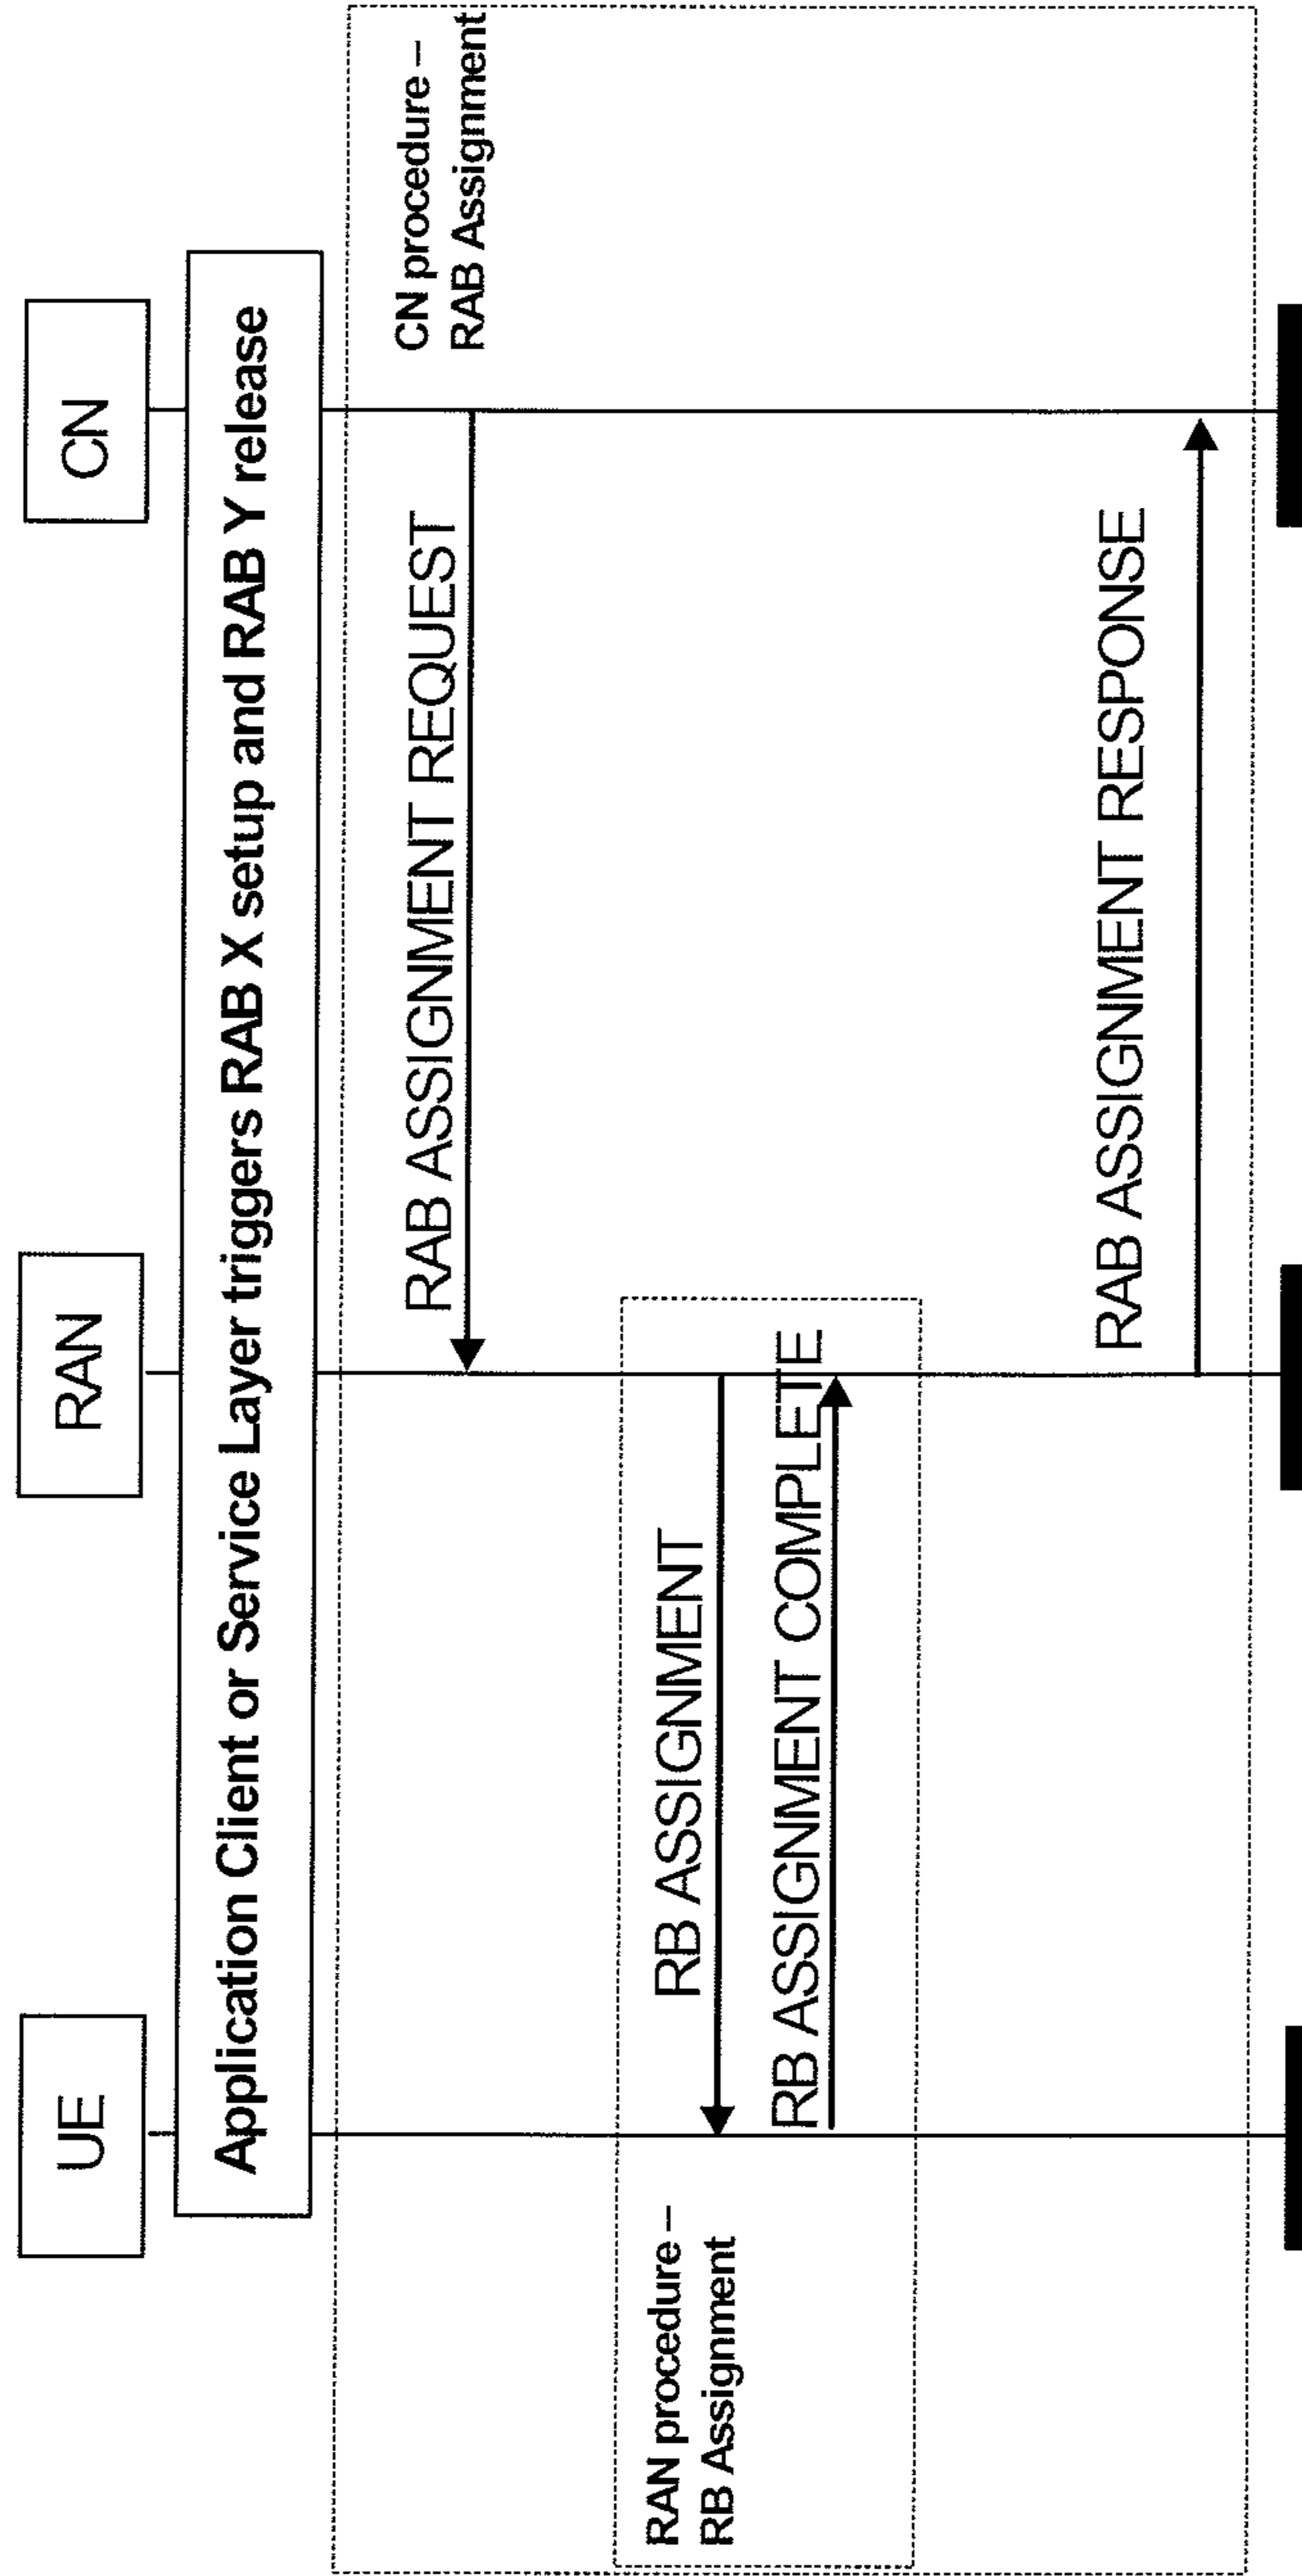 UE
RAN
CN
Application Client or Service Layer triggers RAB X setup and RAB Y release
CN procedure –
RAB Assignment
RAB ASSIGNMENT REQUEST
RAN procedure –
RB Assignment
RB ASSIGNMENT
RB ASSIGNMENT COMPLETE
RAB ASSIGNMENT RESPONSE